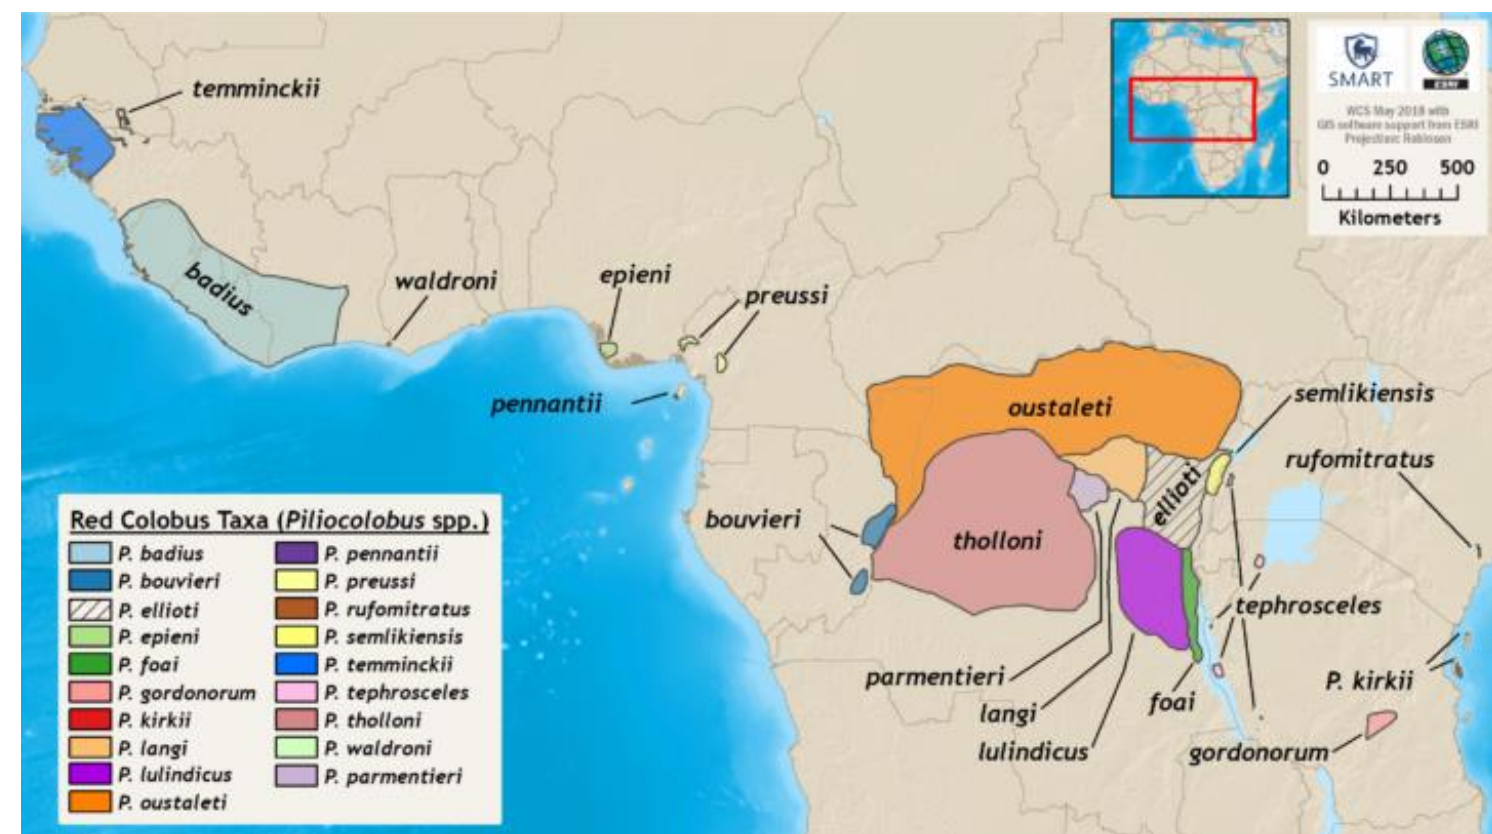 temminckii
badius
waldroni
epieni
preussi
pennantii
oustaleti
semlikiensis
rufomitratus
ellioti
bouvieri
tholloni
tephrosceles
parmentieri
langi
lulindicus
foai
P. kirkii
gordonorum
SMART
esri
WCS May 2018 with
GIS software support from ESRI
Projection: Robinson
0 250 500
Kilometers
Red Colobus Taxa (Piliocolobus spp.)
P. badius
P. bouvieri
P. ellioti
P. epieni
P. foai
P. gordonorum
P. kirkii
P. langi
P. lulindicus
P. oustaleti
P. pennantii
P. preussi
P. rufomitratus
P. semlikiensis
P. temminckii
P. tephrosceles
P. tholloni
P. waldroni
P. parmentieri